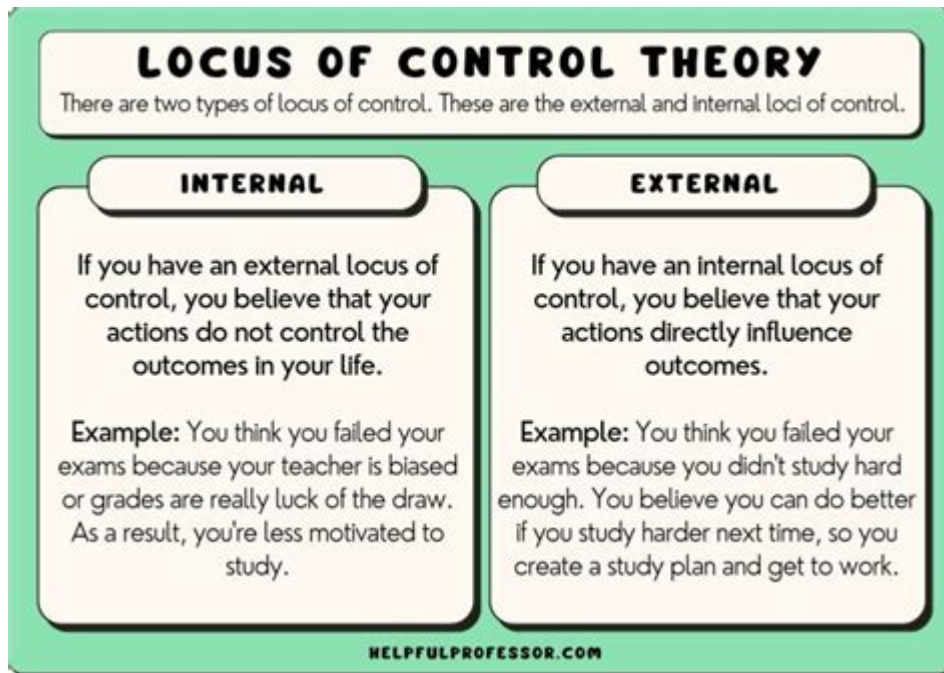 LOCUS OF CONTROL THEORY
There are two types of locus of control. These are the external and internal loci of control.
INTERNAL
If you have an external locus of
control, you believe that your
actions do not control the
outcomes in your life.
Example: You think you failed your
exams because your teacher is biased
or grades are really luck of the draw.
As a result, you're less motivated to
study.
EXTERNAL
If you have an internal locus of
control, you believe that your
actions directly influence
outcomes.
Example: You think you failed your
exams because you didn't study hard
enough. You believe you can do better
if you study harder next time, so you
create a study plan and get to work.
HELPFULPROFESSOR.COM